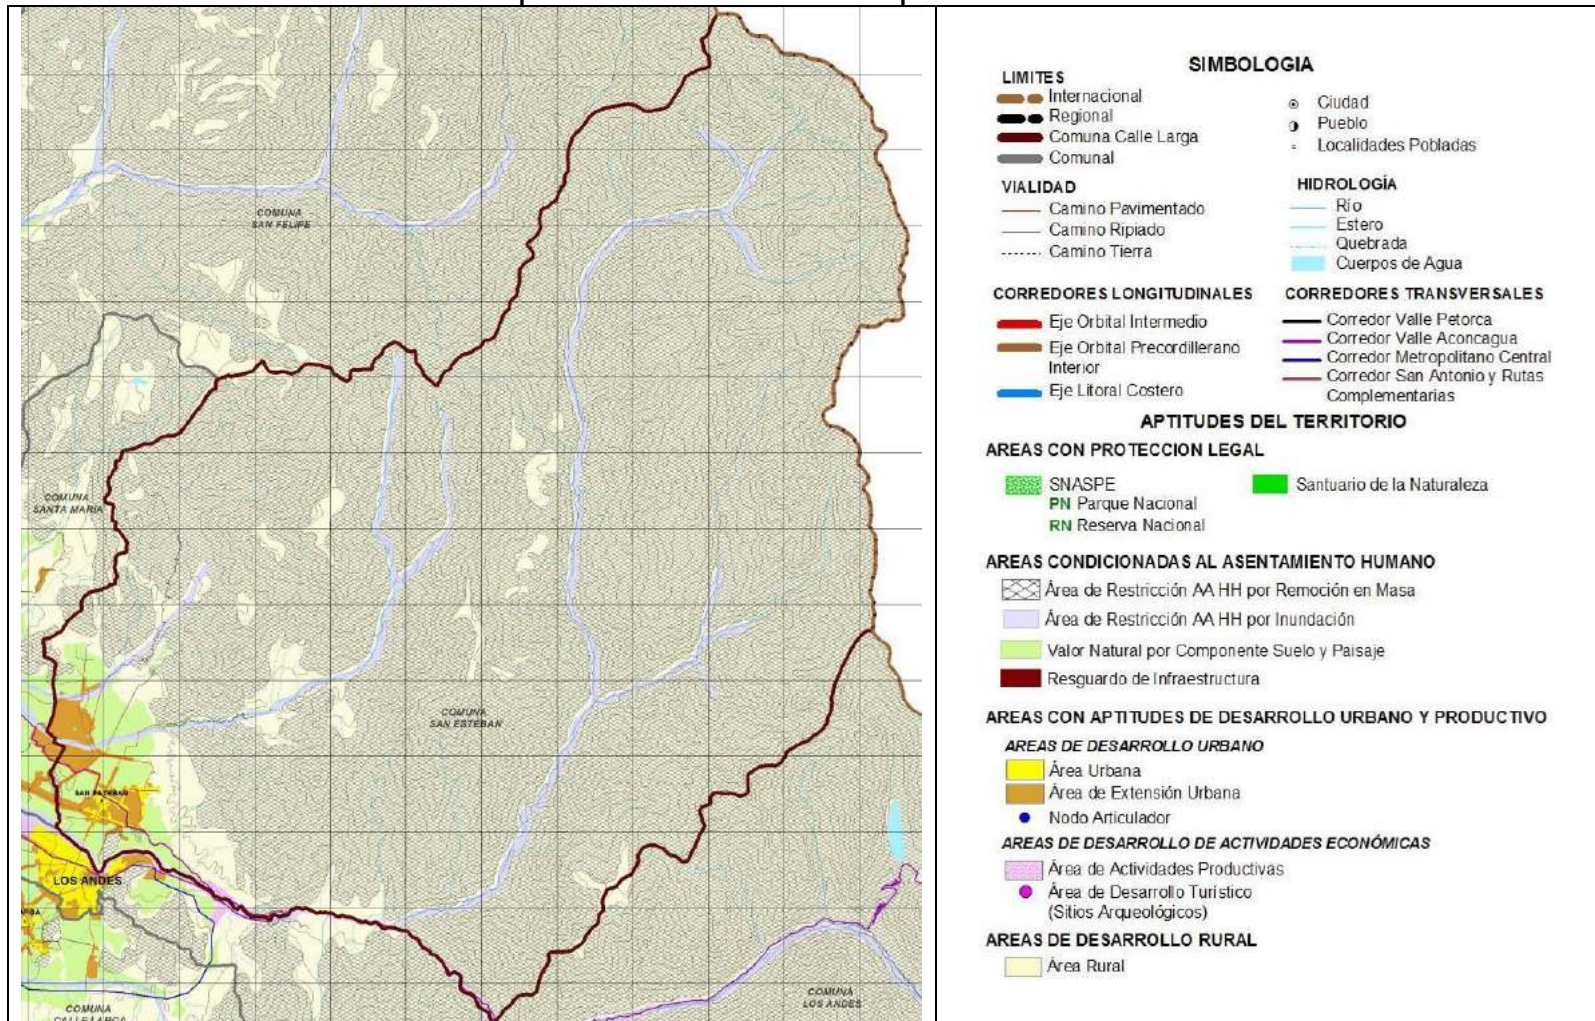 COMUNA
SAN FELIPE
COMUNA
SANTA MARIA
COMUNA
SAN ESTEBAN
SAN ESTEBAN
LOS ANDES
COMUNA
LOS ANDES
COMUNA
CALLE LARGA
SIMBOLOGIA
LIMITES
Internacional
Regional
Comuna Calle Larga
Comunal
Ciudad
Pueblo
Localidades Pobladas
VIALIDAD
Camino Pavimentado
Camino Ripiado
Camino Tierra
HIDROLOGÍA
Río
Estero
Quebrada
Cuerpos de Agua
CORREDORES LONGITUDINALES
Eje Orbital Intermedio
Eje Orbital Precordillerano
Interior
Eje Litoral Costero
CORREDORES TRANSVERSALES
Corredor Valle Petorca
Corredor Valle Aconcagua
Corredor Metropolitano Central
Corredor San Antonio y Rutas
Complementarias
APTITUDES DEL TERRITORIO
AREAS CON PROTECCION LEGAL
SNASPE
PN Parque Nacional
RN Reserva Nacional
Santuario de la Naturaleza
AREAS CONDICIONADAS AL ASENTAMIENTO HUMANO
Área de Restricción AA HH por Remoción en Masa
Área de Restricción AA HH por Inundación
Valor Natural por Componente Suelo y Paisaje
Resguardo de Infraestructura
AREAS CON APTITUDES DE DESARROLLO URBANO Y PRODUCTIVO
AREAS DE DESARROLLO URBANO
Área Urbana
Área de Extensión Urbana
Nodo Articulador
AREAS DE DESARROLLO DE ACTIVIDADES ECONÓMICAS
Área de Actividades Productivas
Área de Desarrollo Turístico
(Sitios Arqueológicos)
AREAS DE DESARROLLO RURAL
Área Rural